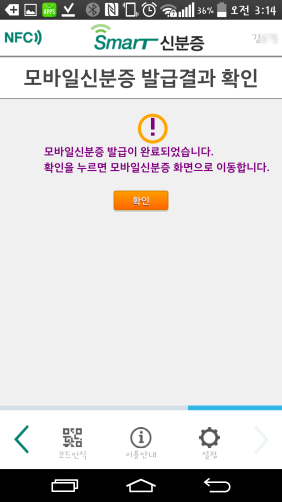 36% 오전 3:14
NFC
Smart 신분증
김
모바일신분증 발급결과 확인
모바일신분증 발급이 완료되었습니다.
확인을 누르면 모바일신분증 화면으로 이동합니다.
확인
코드인식 이용안내 설정